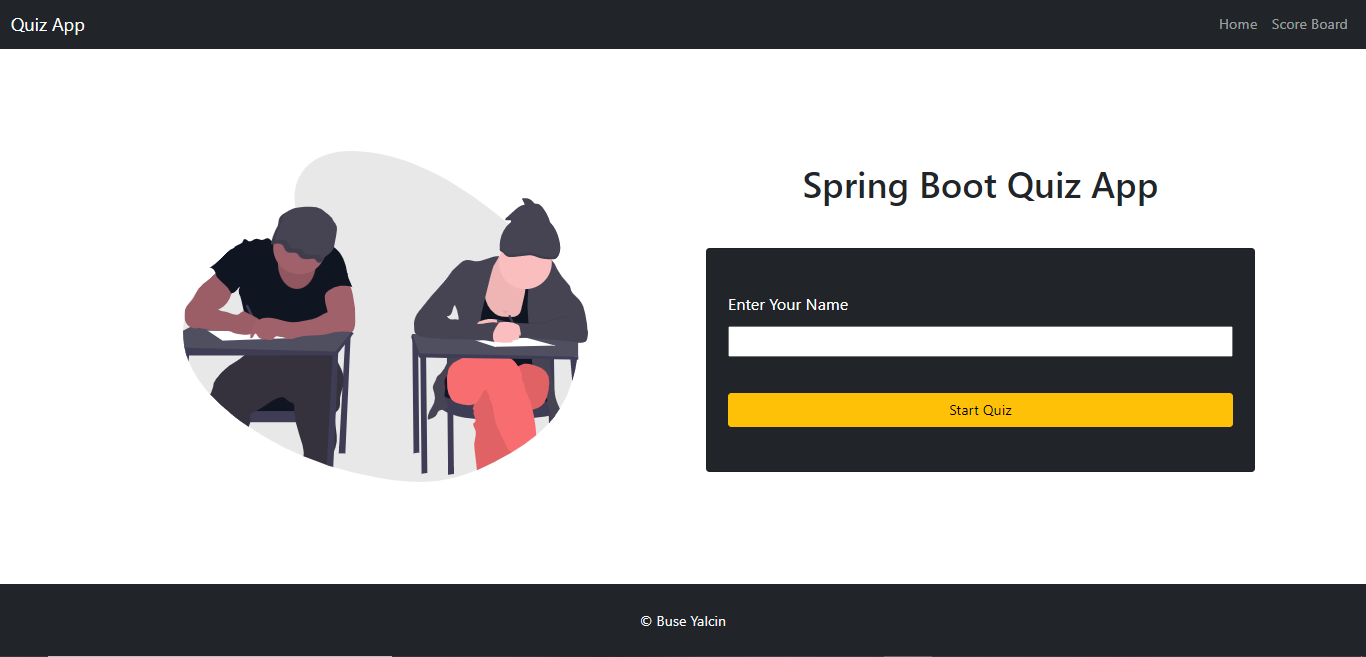 Quiz App
Home Score Board
Spring Boot Quiz App
Enter Your Name
Start Quiz
© Buse Yalcin